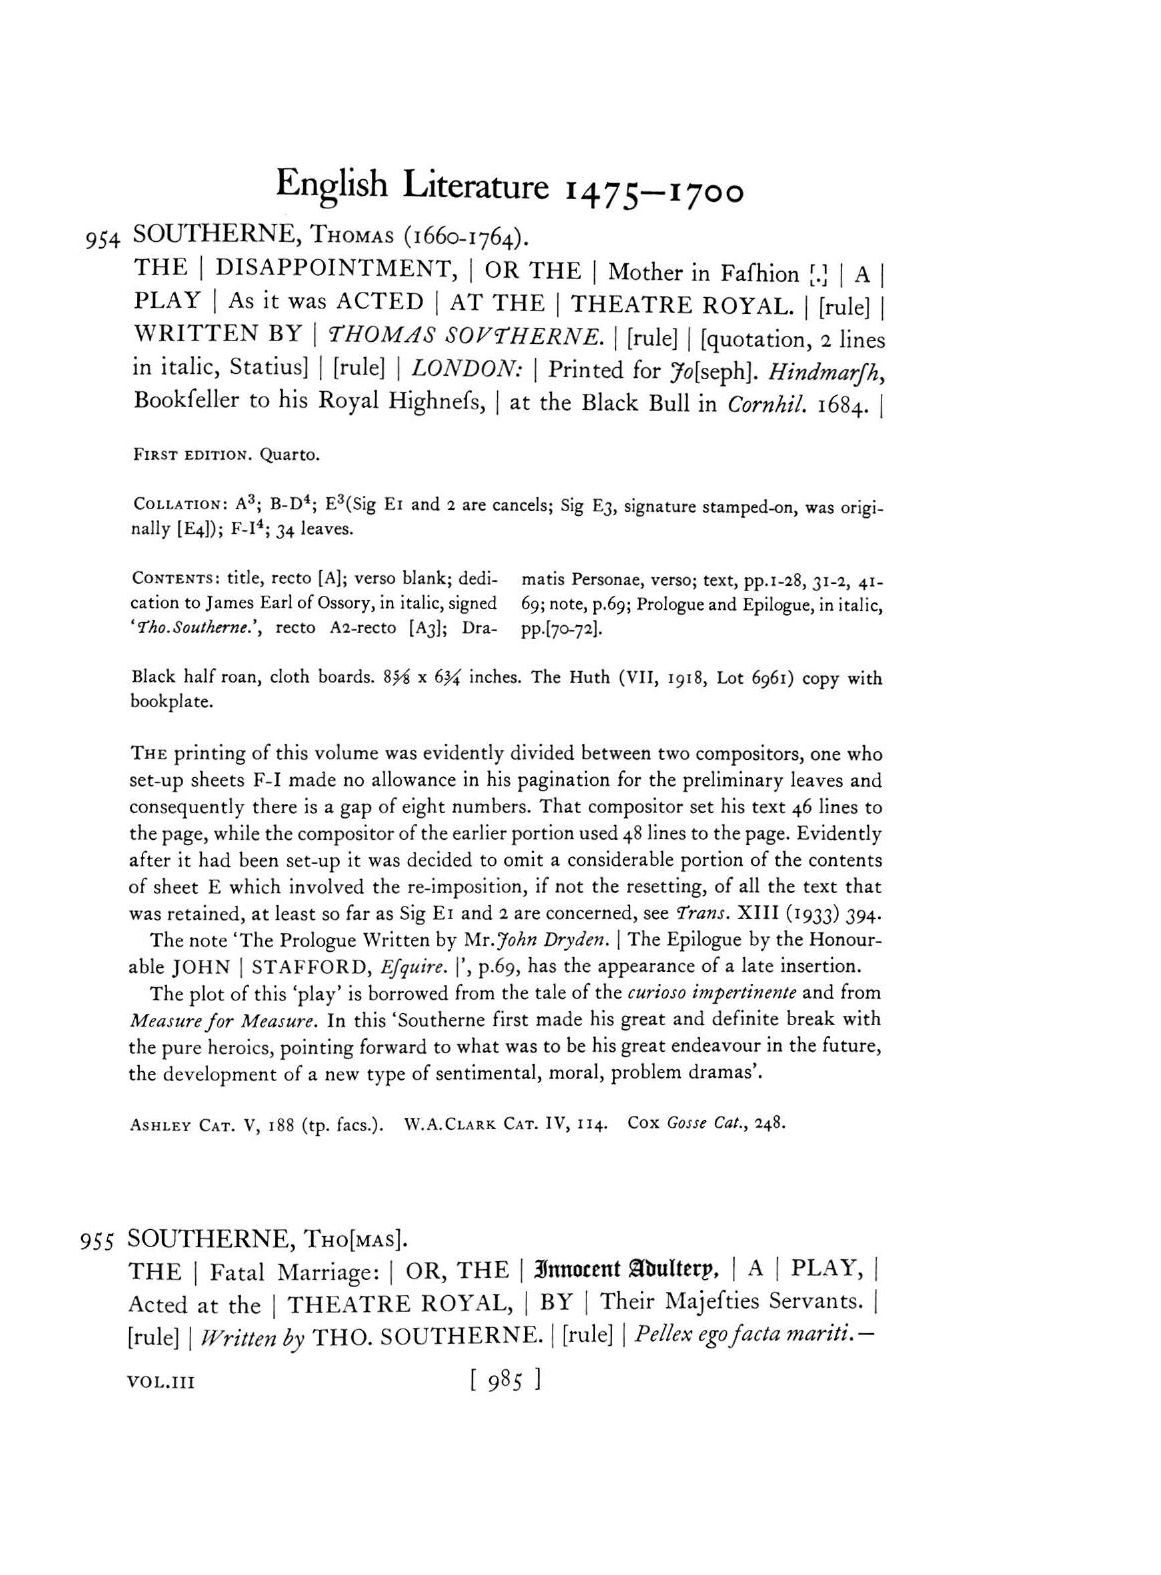 English Literature 1475–1700
954 SOUTHERNE, THOMAS (1660-1764).
THE | DISAPPOINTMENT, | OR THE | Mother in Faſhion [.] | A |
PLAY | As it was ACTED | AT THE | THEATRE ROYAL. | [rule] |
WRITTEN BY | THOMAS SOVTHERNE. | [rule] | [quotation, 2 lines
in italic, Statius] | [rule] | LONDON: | Printed for Jo[seph]. Hindmarſh,
Bookſeller to his Royal Highneſs, | at the Black Bull in Cornhil. 1684. |
FIRST EDITION. Quarto.
COLLATION: A³; B-D⁴; E³(Sig E1 and 2 are cancels; Sig E3, signature stamped-on, was origi-
nally [E4]); F-I⁴; 34 leaves.
CONTENTS: title, recto [A]; verso blank; dedi-
cation to James Earl of Ossory, in italic, signed
'Tho.Southerne.', recto A2-recto [A3]; Dra-
matis Personae, verso; text, pp.1-28, 31-2, 41-
69; note, p.69; Prologue and Epilogue, in italic,
pp.[70-72].
Black half roan, cloth boards. 8⅝ x 6¾ inches. The Huth (VII, 1918, Lot 6961) copy with
bookplate.
THE printing of this volume was evidently divided between two compositors, one who
set-up sheets F-I made no allowance in his pagination for the preliminary leaves and
consequently there is a gap of eight numbers. That compositor set his text 46 lines to
the page, while the compositor of the earlier portion used 48 lines to the page. Evidently
after it had been set-up it was decided to omit a considerable portion of the contents
of sheet E which involved the re-imposition, if not the resetting, of all the text that
was retained, at least so far as Sig E1 and 2 are concerned, see Trans. XIII (1933) 394.
The note 'The Prologue Written by Mr.John Dryden. | The Epilogue by the Honour-
able JOHN | STAFFORD, Eſquire. |', p.69, has the appearance of a late insertion.
The plot of this 'play' is borrowed from the tale of the curioso impertinente and from
Measure for Measure. In this 'Southerne first made his great and definite break with
the pure heroics, pointing forward to what was to be his great endeavour in the future,
the development of a new type of sentimental, moral, problem dramas'.
ASHLEY CAT. V, 188 (tp. facs.). W.A.CLARK CAT. IV, 114. COX Gosse Cat., 248.
955 SOUTHERNE, THO[MAS].
THE | Fatal Marriage: | OR, THE | Innocent Adultery, | A | PLAY, |
Acted at the | THEATRE ROYAL, | BY | Their Majeſties Servants. |
[rule] | Written by THO. SOUTHERNE. | [rule] | Pellex ego facta mariti.—
VOL.III [ 985 ]